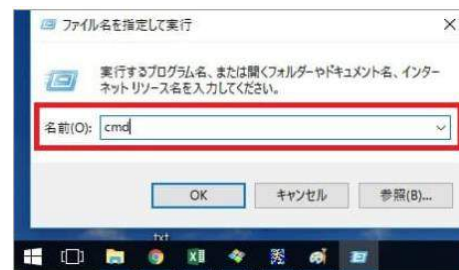 ファイル名を指定して実行
実行するプログラム名、または開くフォルダーやドキュメント名、インター
ネット リソース名を入力してください。
名前(O): cmd
OK キャンセル 参照(B)...
txt